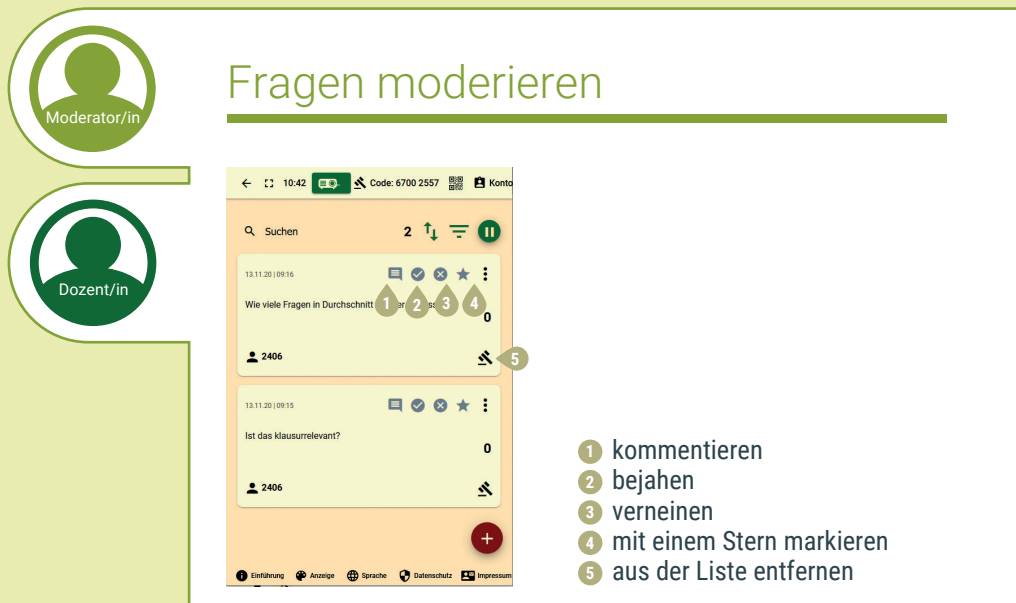 Moderator/in
Dozent/in
Fragen moderieren
10:42 Code: 6700 2557 Konto
Suchen 2
13.11.20 | 09:16
1 2 3 4
Wie viele Fragen in Durchschnitt
0
2406
5
13.11.20 | 09:15
Ist das klausurrelevant?
0
2406
+
Einführung Anzeige Sprache Datenschutz Impressum
1 kommentieren
2 bejahen
3 verneinen
4 mit einem Stern markieren
5 aus der Liste entfernen